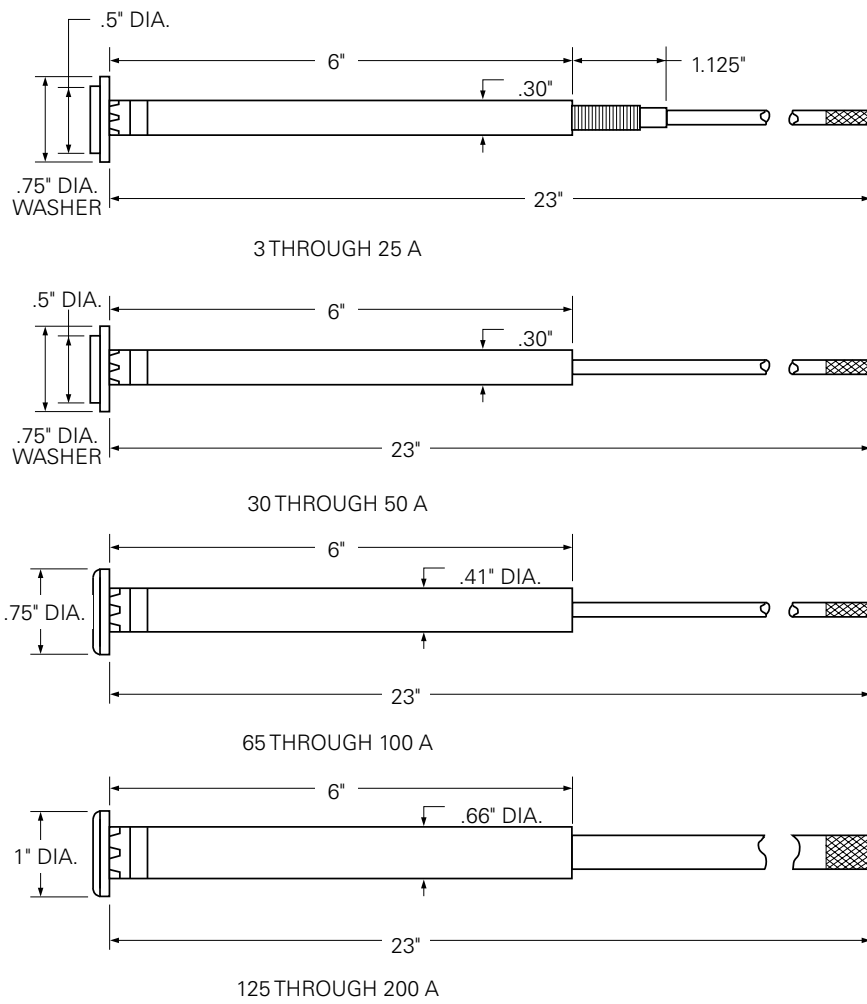 .5" DIA.
6"
1.125"
.30"
.75" DIA.
WASHER
23"
3 THROUGH 25 A
.5" DIA.
6"
.30"
.75" DIA.
WASHER
23"
30 THROUGH 50 A
6"
.41" DIA.
.75" DIA.
23"
65 THROUGH 100 A
6"
.66" DIA.
1" DIA.
23"
125 THROUGH 200 A